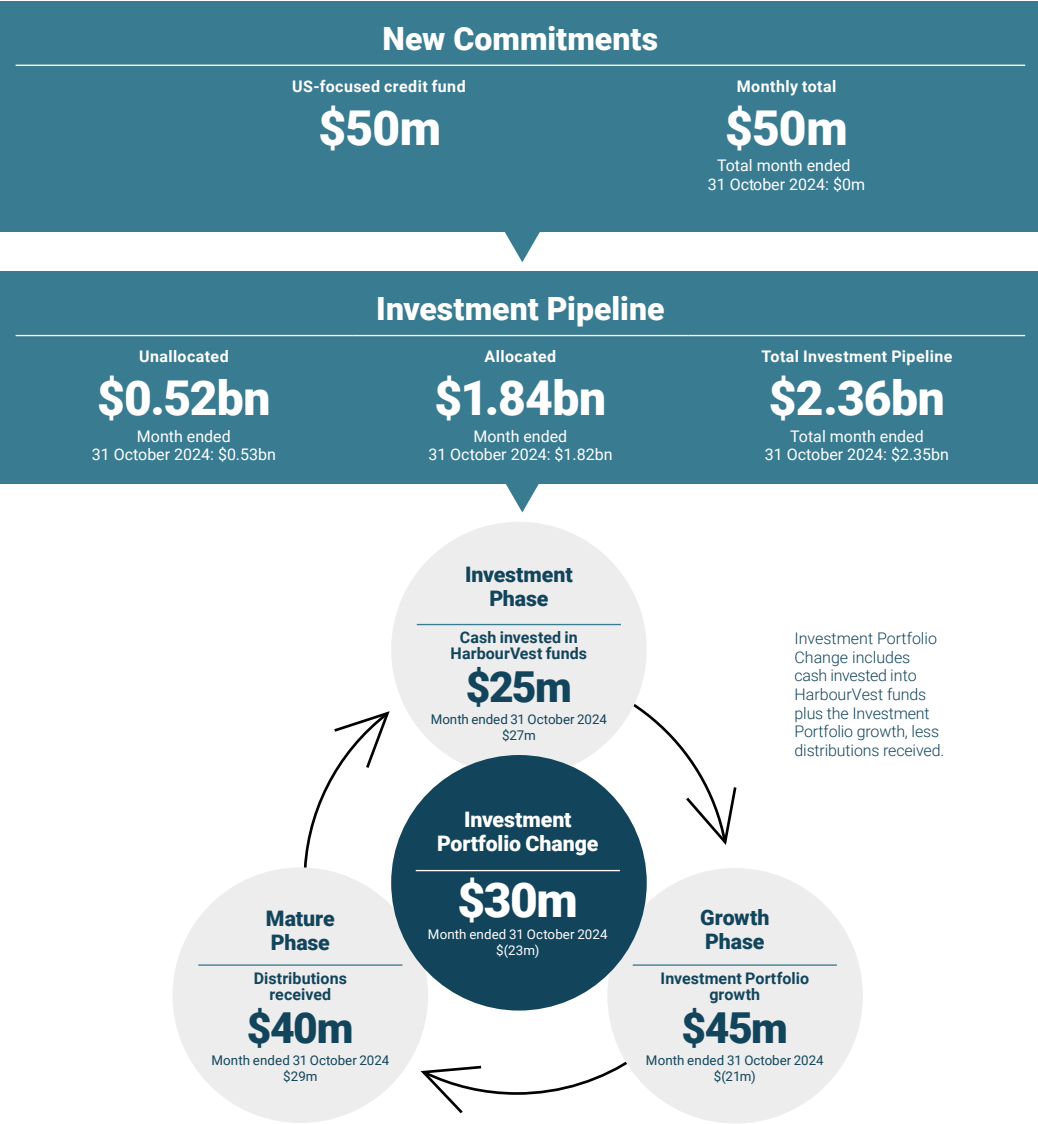 New Commitments
US-focused credit fund
$50m
Monthly total
$50m
Total month ended
31 October 2024: $0m
Investment Pipeline
Unallocated
$0.52bn
Month ended
31 October 2024: $0.53bn
Allocated
$1.84bn
Month ended
31 October 2024: $1.82bn
Total Investment Pipeline
$2.36bn
Total month ended
31 October 2024: $2.35bn
Investment
Phase
Cash invested in
HarbourVest funds
$25m
Month ended 31 October 2024
$27m
Investment Portfolio
Change includes
cash invested into
HarbourVest funds
plus the Investment
Portfolio growth, less
distributions received.
Investment
Portfolio Change
$30m
Month ended 31 October 2024
$(23m)
Mature
Phase
Distributions
received
$40m
Month ended 31 October 2024
$29m
Growth
Phase
Investment Portfolio
growth
$45m
Month ended 31 October 2024
$(21m)